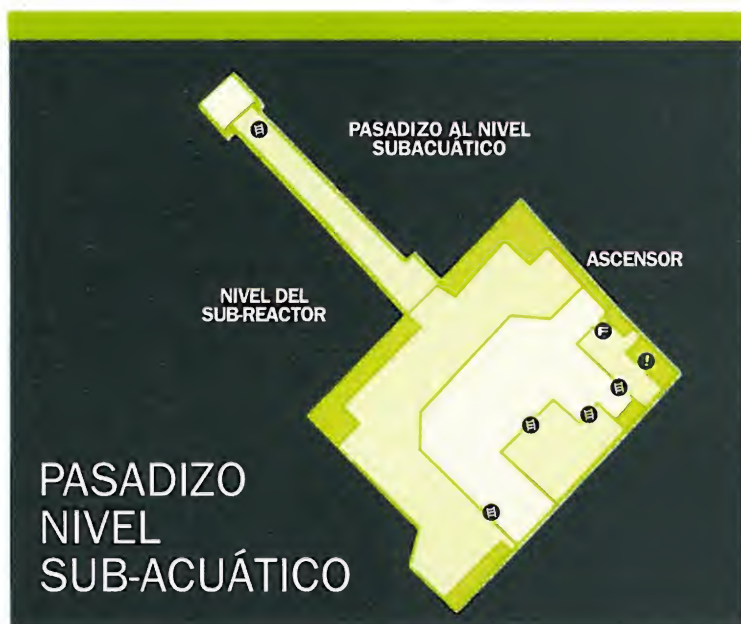 PASADIZO AL NIVEL
SUBACUÁTICO
ASCENSOR
NIVEL DEL
SUB-REACTOR
PASADIZO
NIVEL
SUB-ACUÁTICO